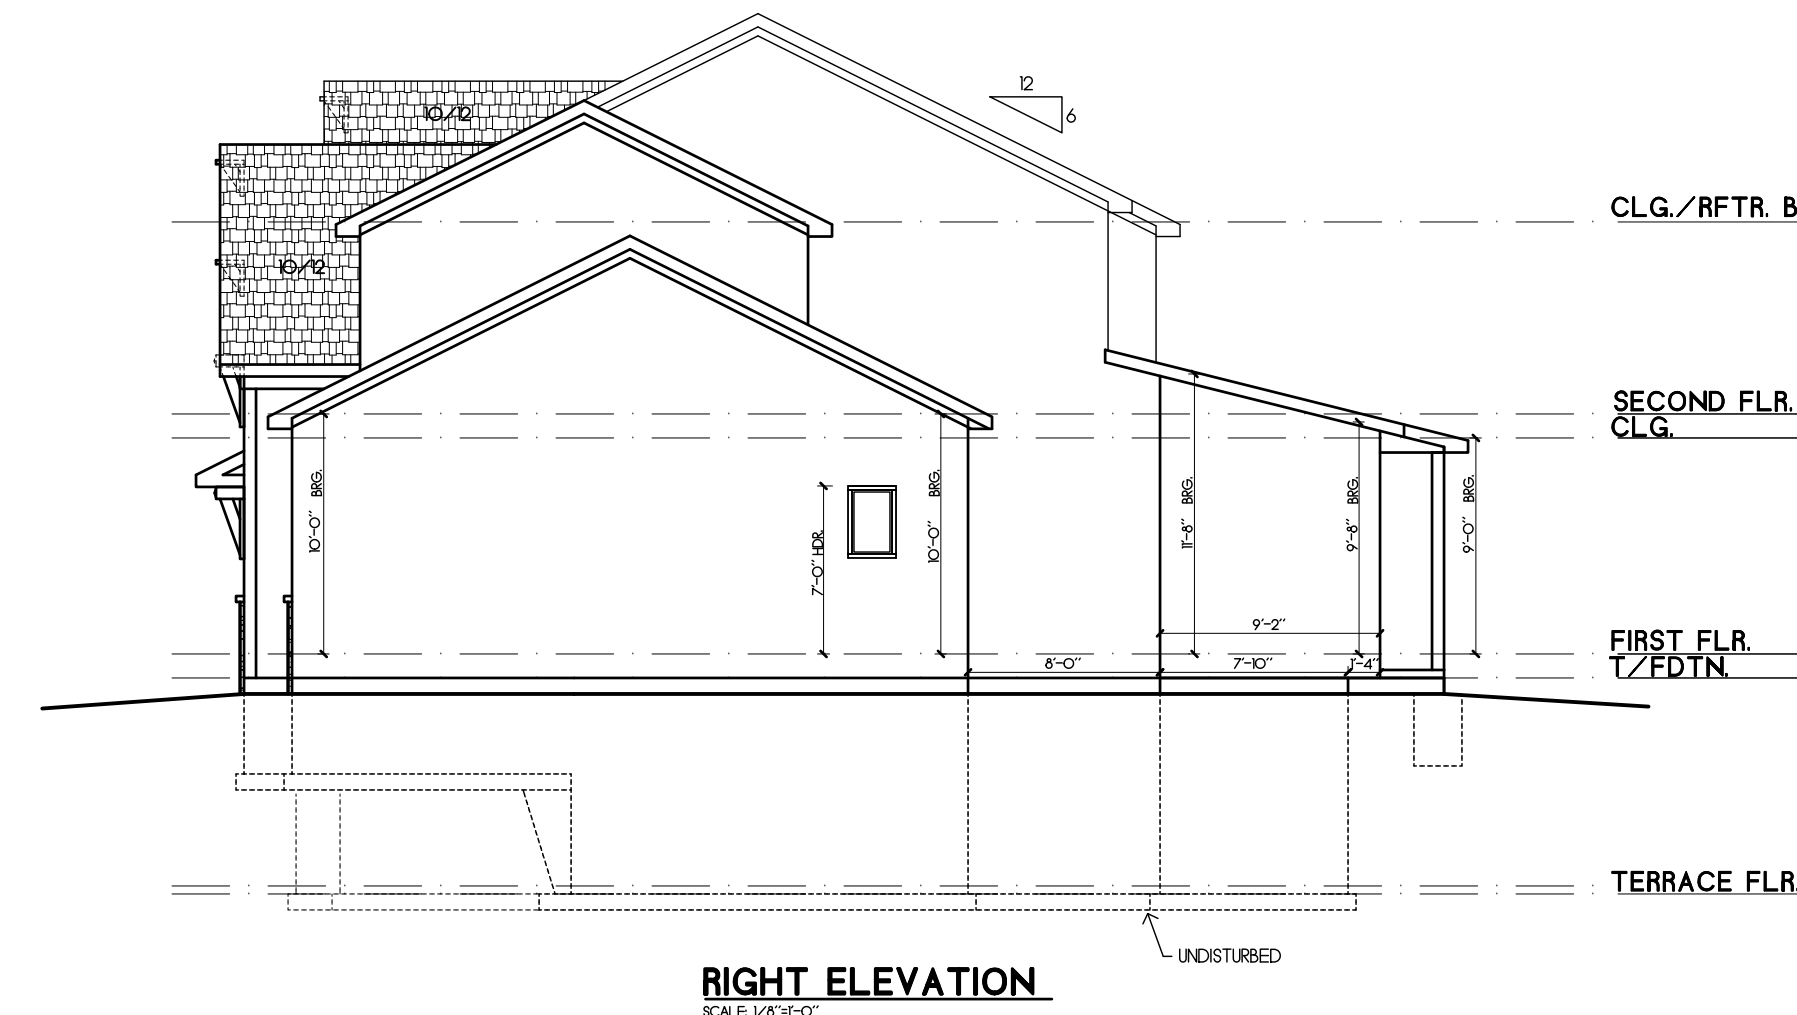 12
6
10/12
CLG./RFTR. B
10/12
SECOND FLR.
CLG.
10'-0" BRG.
7'-0" HDR.
10'-0" BRG.
11'-8" BRG.
9'-8" BRG.
9'-0" BRG.
9'-2"
FIRST FLR.
8'-0"
7'-10"
1'-4"
T/FDTN.
TERRACE FLR.
UNDISTURBED
RIGHT ELEVATION
SCALE: 1/8"=1'-0"